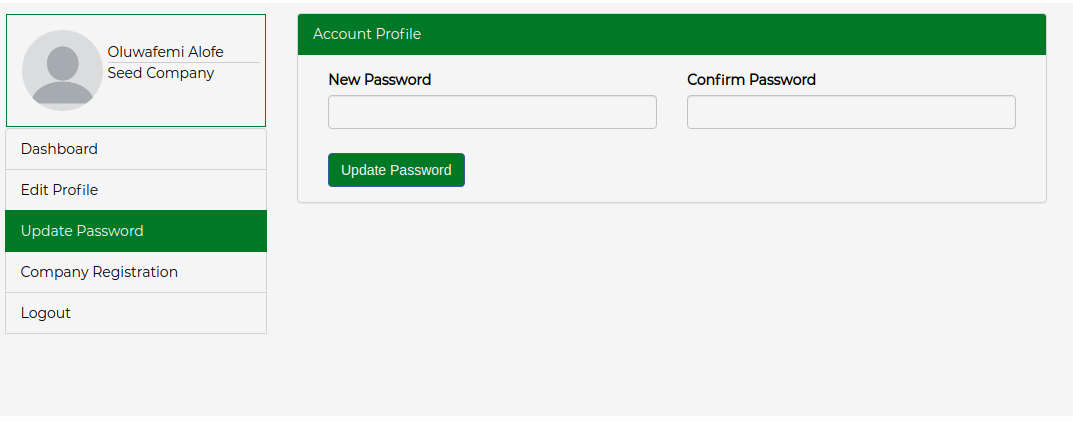 Oluwafemi Alofe
Seed Company
Dashboard
Edit Profile
Update Password
Company Registration
Logout
Account Profile
New Password
Confirm Password
Update Password